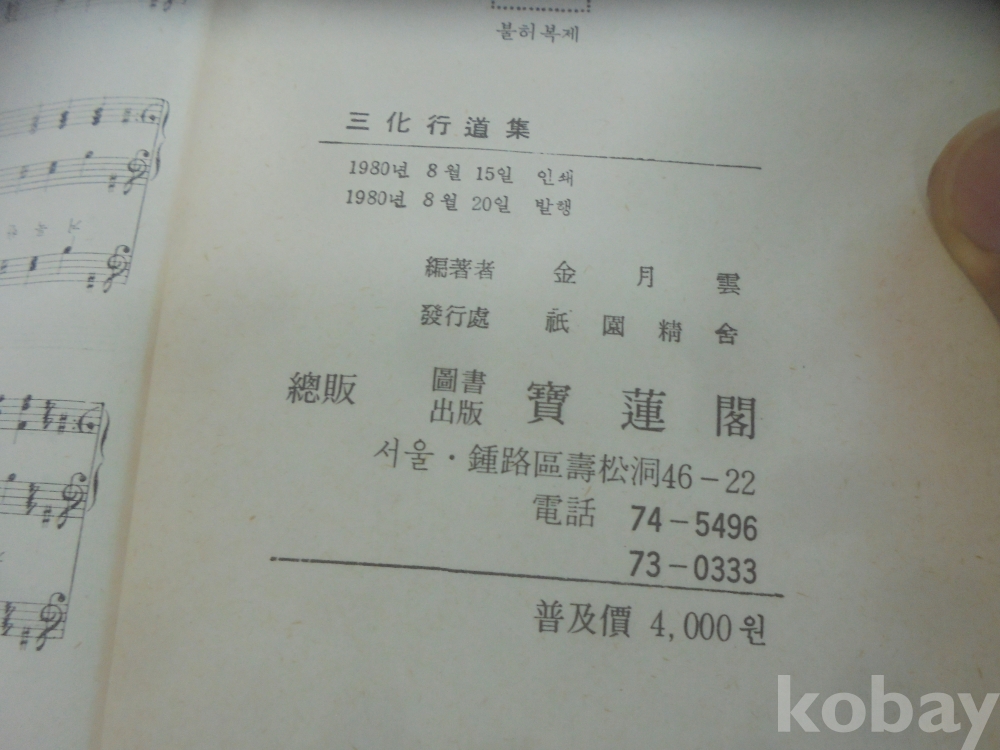 불허복제
三化行道集
1980년 8월 15일 인쇄
1980년 8월 20일 발행
編著者 金月雲
發行處 祇園精舍
總販 圖書出版 寶蓮閣
서울·鍾路區壽松洞46-22
電話 74-5496
73-0333
普及價 4,000원
kobay